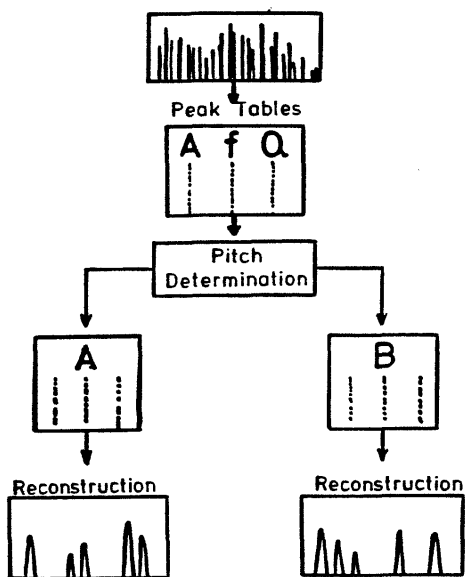 Peak Tables
A f Q
Pitch
Determination
A
B
Reconstruction
Reconstruction